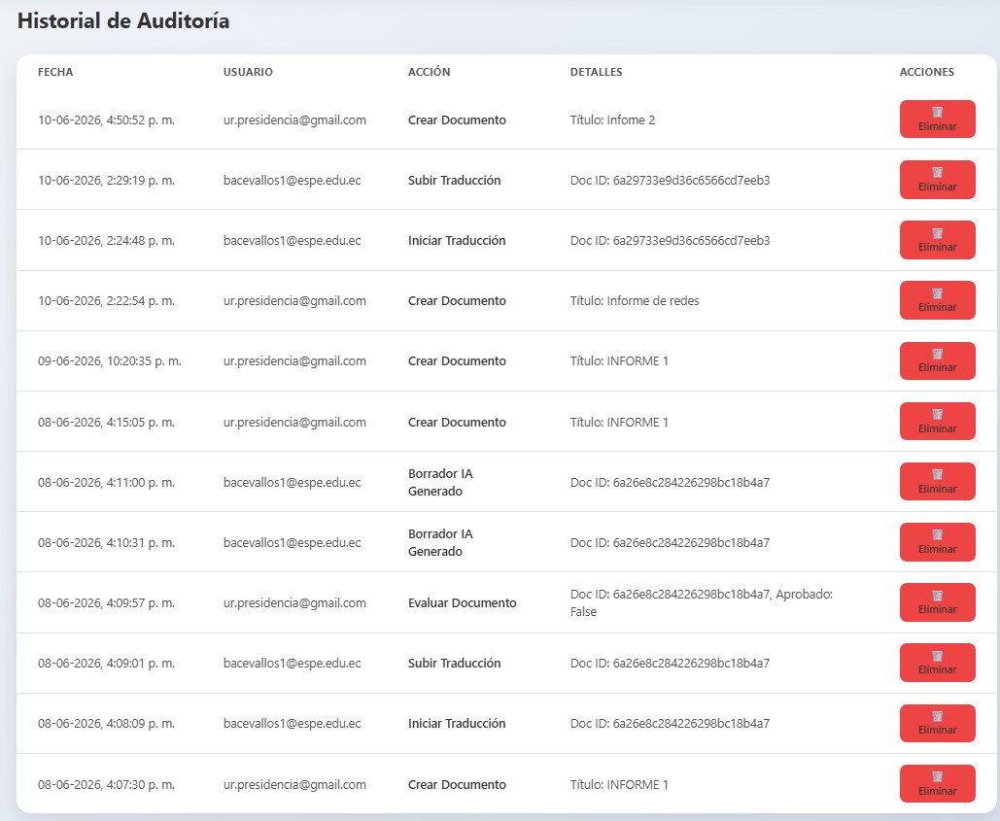 Historial de Auditoría
FECHA USUARIO ACCIÓN DETALLES ACCIONES
10-06-2026, 4:50:52 p. m. ur.presidencia@gmail.com Crear Documento Título: Infome 2 Eliminar
10-06-2026, 2:29:19 p. m. bacevallos1@espe.edu.ec Subir Traducción Doc ID: 6a29733e9d36c6566cd7eeb3 Eliminar
10-06-2026, 2:24:48 p. m. bacevallos1@espe.edu.ec Iniciar Traducción Doc ID: 6a29733e9d36c6566cd7eeb3 Eliminar
10-06-2026, 2:22:54 p. m. ur.presidencia@gmail.com Crear Documento Título: Informe de redes Eliminar
09-06-2026, 10:20:35 p. m. ur.presidencia@gmail.com Crear Documento Título: INFORME 1 Eliminar
08-06-2026, 4:15:05 p. m. ur.presidencia@gmail.com Crear Documento Título: INFORME 1 Eliminar
08-06-2026, 4:11:00 p. m. bacevallos1@espe.edu.ec Borrador IA
Generado Doc ID: 6a26e8c284226298bc18b4a7 Eliminar
08-06-2026, 4:10:31 p. m. bacevallos1@espe.edu.ec Borrador IA
Generado Doc ID: 6a26e8c284226298bc18b4a7 Eliminar
08-06-2026, 4:09:57 p. m. ur.presidencia@gmail.com Evaluar Documento Doc ID: 6a26e8c284226298bc18b4a7, Aprobado:
False Eliminar
08-06-2026, 4:09:01 p. m. bacevallos1@espe.edu.ec Subir Traducción Doc ID: 6a26e8c284226298bc18b4a7 Eliminar
08-06-2026, 4:08:09 p. m. bacevallos1@espe.edu.ec Iniciar Traducción Doc ID: 6a26e8c284226298bc18b4a7 Eliminar
08-06-2026, 4:07:30 p. m. ur.presidencia@gmail.com Crear Documento Título: INFORME 1 Eliminar